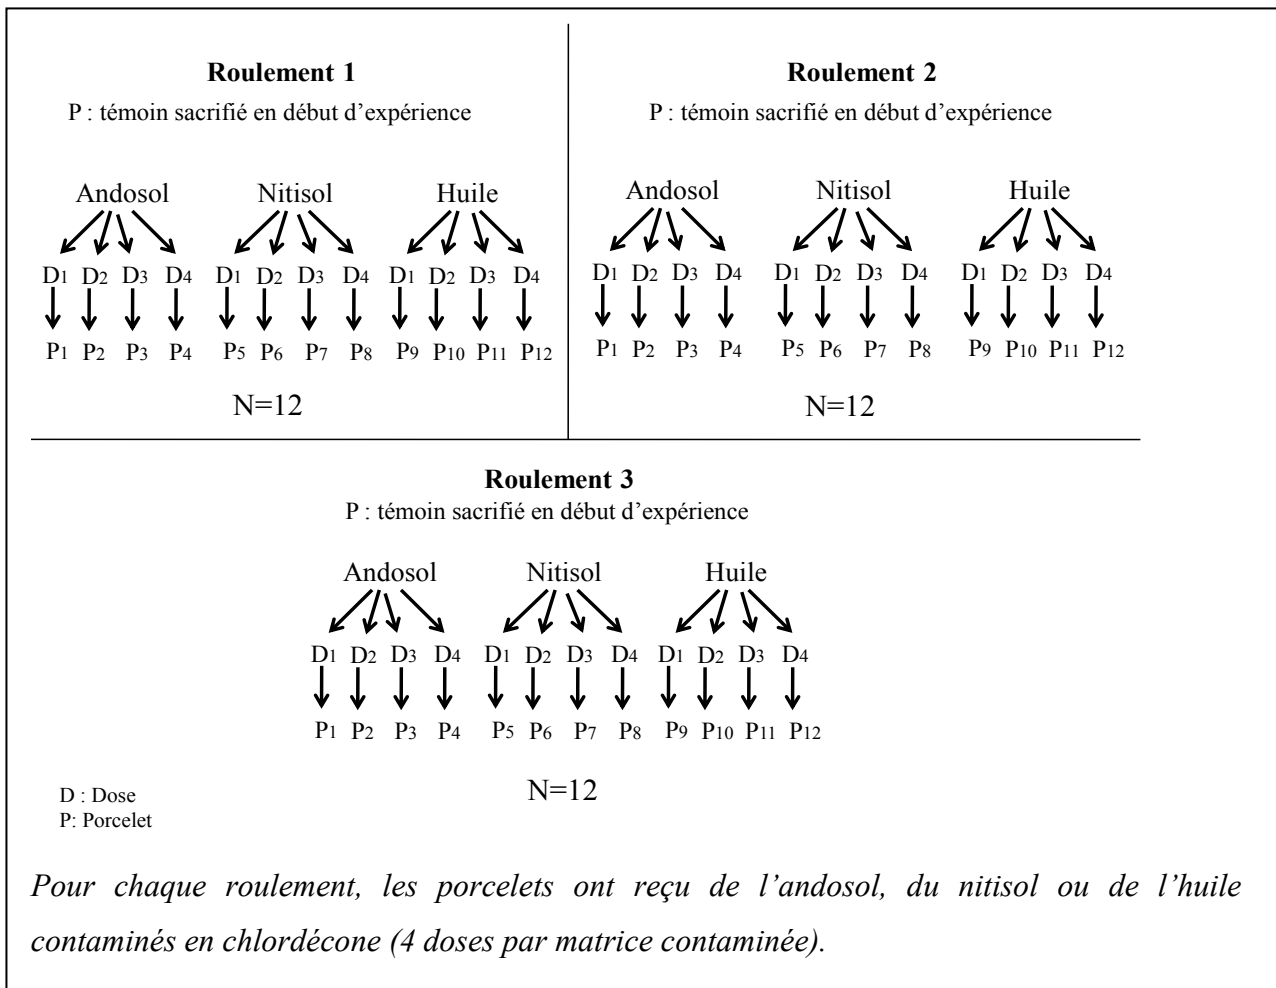 Roulement 1
P : témoin sacrifié en début d'expérience
Andosol Nitisol Huile
D1 D2 D3 D4 D1 D2 D3 D4 D1 D2 D3 D4
P1 P2 P3 P4 P5 P6 P7 P8 P9 P10 P11 P12
N=12
Roulement 2
P : témoin sacrifié en début d'expérience
Andosol Nitisol Huile
D1 D2 D3 D4 D1 D2 D3 D4 D1 D2 D3 D4
P1 P2 P3 P4 P5 P6 P7 P8 P9 P10 P11 P12
N=12
Roulement 3
P : témoin sacrifié en début d'expérience
Andosol Nitisol Huile
D1 D2 D3 D4 D1 D2 D3 D4 D1 D2 D3 D4
P1 P2 P3 P4 P5 P6 P7 P8 P9 P10 P11 P12
N=12
D : Dose
P: Porcelet
Pour chaque roulement, les porcelets ont reçu de l'andosol, du nitisol ou de l'huile
contaminés en chlordécone (4 doses par matrice contaminée).